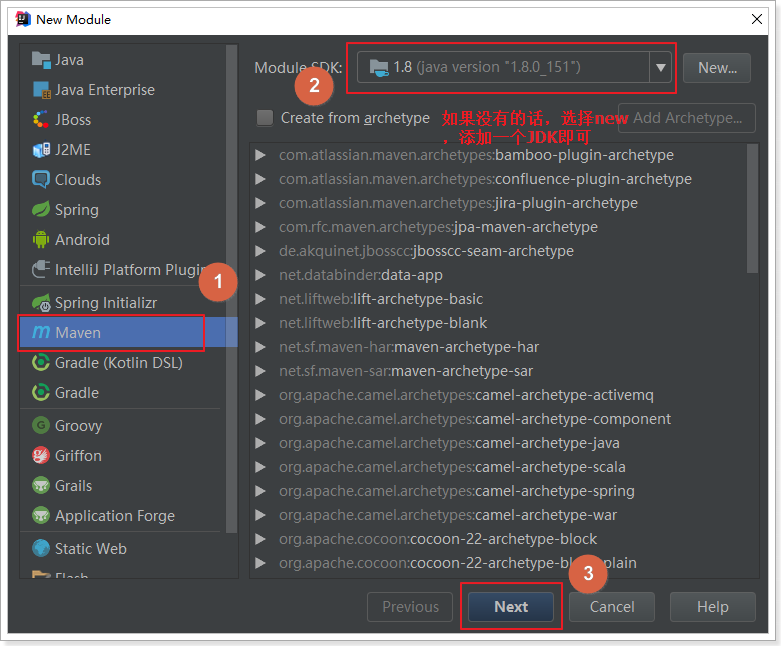 New Module
Java
Java Enterprise
JBoss
J2ME
Clouds
Spring
Android
IntelliJ Platform Plugin
1
Spring Initializr
Maven
Gradle (Kotlin DSL)
Gradle
Groovy
Griffon
Grails
Application Forge
Static Web
Flash
Module SDK:
1.8 (java version "1.8.0_151")
New...
2
Create from archetype
如果没有的话，选择new
，添加一个JDK即可
Add Archetype...
com.atlassian.maven.archetypes:bamboo-plugin-archetype
com.atlassian.maven.archetypes:confluence-plugin-archetype
com.atlassian.maven.archetypes:jira-plugin-archetype
com.rfc.maven.archetypes:jpa-maven-archetype
de.akquinet.jbosscc:jbosscc-seam-archetype
net.databinder:data-app
net.liftweb:lift-archetype-basic
net.liftweb:lift-archetype-blank
net.sf.maven-har:maven-archetype-har
net.sf.maven-sar:maven-archetype-sar
org.apache.camel.archetypes:camel-archetype-activemq
org.apache.camel.archetypes:camel-archetype-component
org.apache.camel.archetypes:camel-archetype-java
org.apache.camel.archetypes:camel-archetype-scala
org.apache.camel.archetypes:camel-archetype-spring
org.apache.camel.archetypes:camel-archetype-war
org.apache.cocoon:cocoon-22-archetype-block
org.apache.cocoon:cocoon-22-archetype-block-plain
3
Previous
Next
Cancel
Help